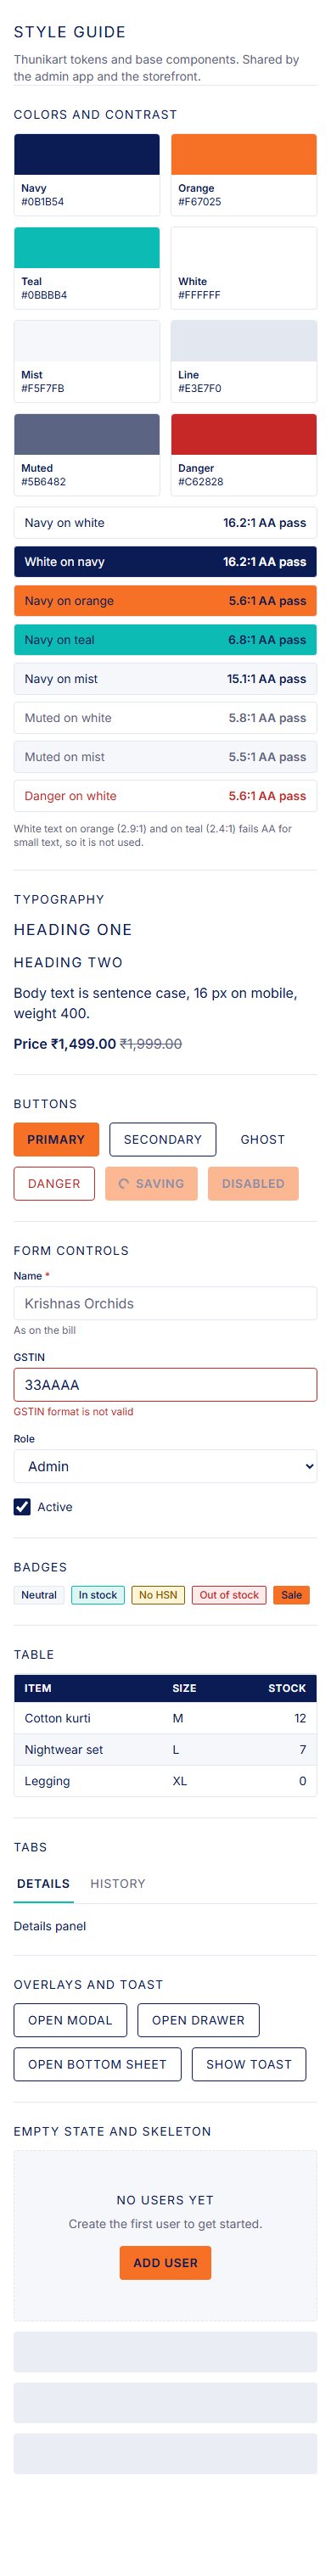 STYLE GUIDE
Thunikart tokens and base components. Shared by
the admin app and the storefront.
COLORS AND CONTRAST
Navy
#0B1B54
Orange
#F67025
Teal
#0BBBB4
White
#FFFFFF
Mist
#F5F7FB
Line
#E3E7F0
Muted
#5B6482
Danger
#C62828
Navy on white 16.2:1 AA pass
White on navy 16.2:1 AA pass
Navy on orange 5.6:1 AA pass
Navy on teal 6.8:1 AA pass
Navy on mist 15.1:1 AA pass
Muted on white 5.8:1 AA pass
Muted on mist 5.5:1 AA pass
Danger on white 5.6:1 AA pass
White text on orange (2.9:1) and on teal (2.4:1) fails AA for
small text, so it is not used.
TYPOGRAPHY
HEADING ONE
HEADING TWO
Body text is sentence case, 16 px on mobile,
weight 400.
Price ₹1,499.00 ₹1,999.00
BUTTONS
PRIMARY SECONDARY GHOST
DANGER SAVING DISABLED
FORM CONTROLS
Name *
Krishnas Orchids
As on the bill
GSTIN
33AAAA
GSTIN format is not valid
Role
Admin
Active
BADGES
Neutral In stock No HSN Out of stock Sale
TABLE
ITEM SIZE STOCK
Cotton kurti M 12
Nightwear set L 7
Legging XL 0
TABS
DETAILS HISTORY
Details panel
OVERLAYS AND TOAST
OPEN MODAL OPEN DRAWER
OPEN BOTTOM SHEET SHOW TOAST
EMPTY STATE AND SKELETON
NO USERS YET
Create the first user to get started.
ADD USER